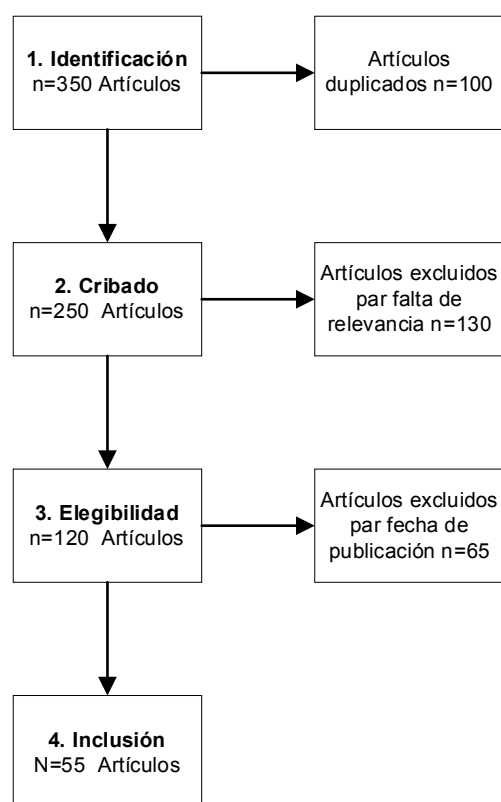 1. Identificación
n=350 Artículos
Artículos
duplicados n=100
2. Cribado
n=250  Artículos
Artículos excluidos
par falta de
relevancia n=130
3. Elegibilidad
n=120  Artículos
Artículos excluidos
par fecha de
publicación n=65
4. Inclusión
N=55  Artículos